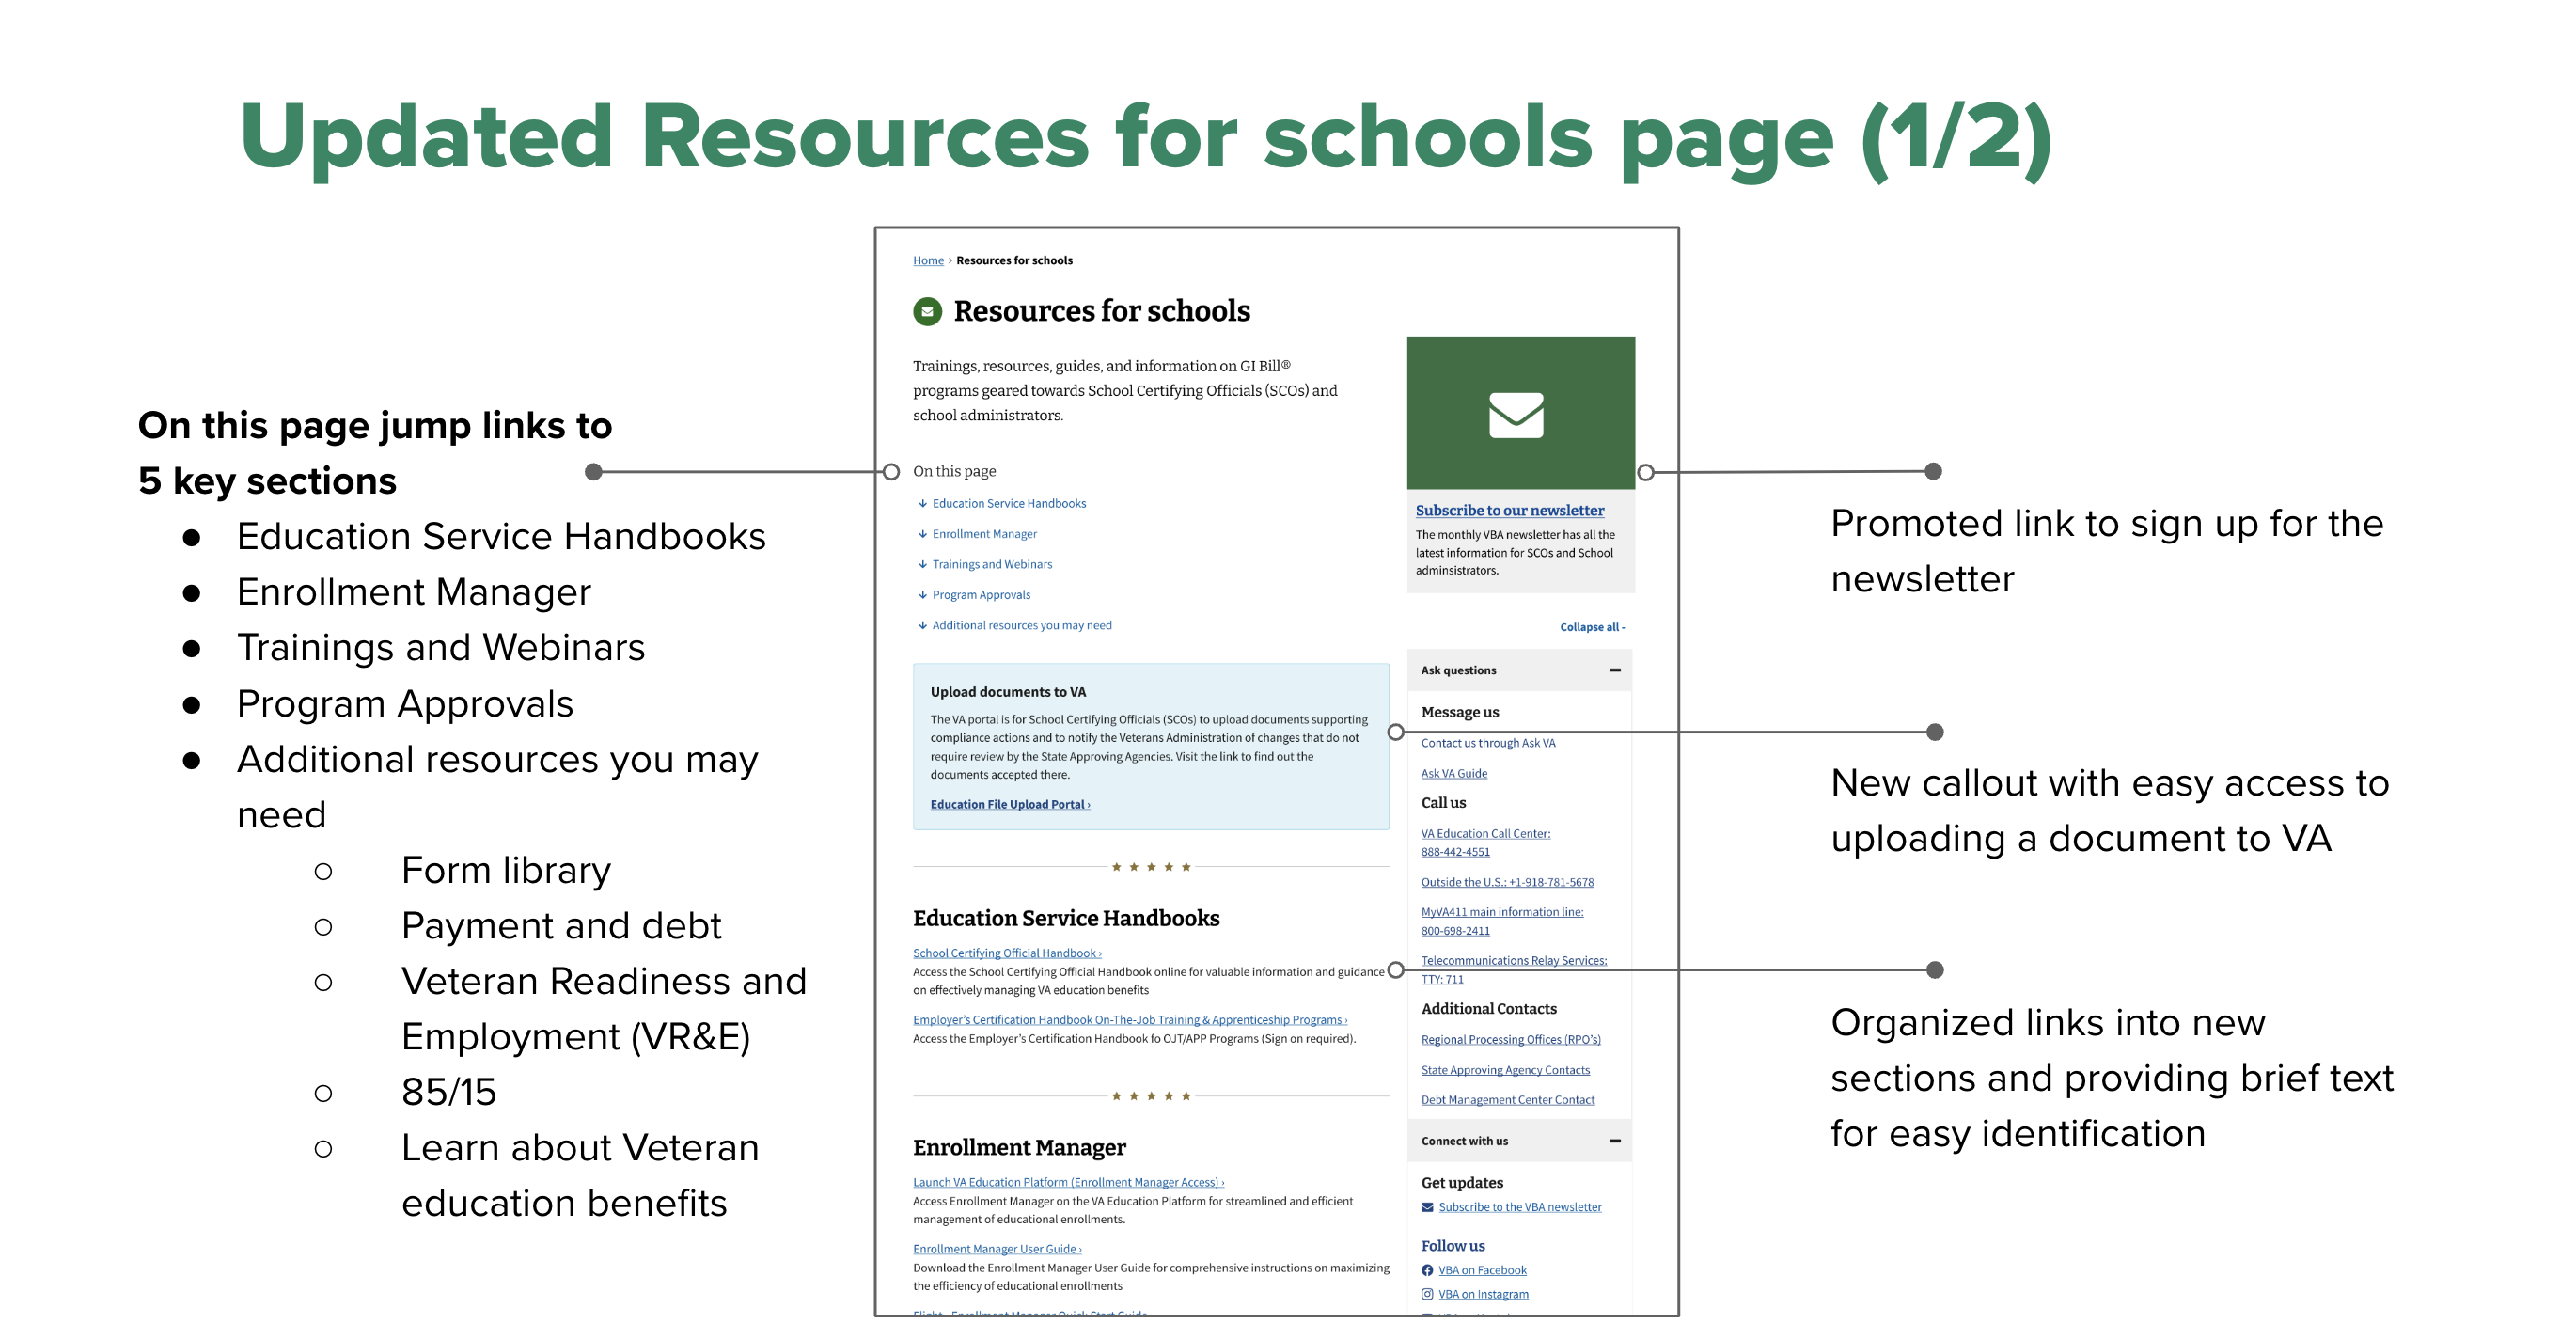 Updated Resources for schools page (1/2)
On this page jump links to
5 key sections
● Education Service Handbooks
● Enrollment Manager
● Trainings and Webinars
● Program Approvals
● Additional resources you may
need
○ Form library
○ Payment and debt
○ Veteran Readiness and
Employment (VR&E)
○ 85/15
○ Learn about Veteran
education benefits
Home › Resources for schools
Resources for schools
Trainings, resources, guides, and information on GI Bill®
programs geared towards School Certifying Officials (SCOs) and
school administrators.
On this page
↓ Education Service Handbooks
↓ Enrollment Manager
↓ Trainings and Webinars
↓ Program Approvals
↓ Additional resources you may need
Upload documents to VA
The VA portal is for School Certifying Officials (SCOs) to upload documents supporting
compliance actions and to notify the Veterans Administration of changes that do not
require review by the State Approving Agencies. Visit the link to find out the
documents accepted there.
Education File Upload Portal ›
Education Service Handbooks
School Certifying Official Handbook ›
Access the School Certifying Official Handbook online for valuable information and guidance
on effectively managing VA education benefits
Employer’s Certification Handbook On-The-Job Training & Apprenticeship Programs ›
Access the Employer’s Certification Handbook fo OJT/APP Programs (Sign on required).
Enrollment Manager
Launch VA Education Platform (Enrollment Manager Access) ›
Access Enrollment Manager on the VA Education Platform for streamlined and efficient
management of educational enrollments.
Enrollment Manager User Guide ›
Download the Enrollment Manager User Guide for comprehensive instructions on maximizing
the efficiency of educational enrollments
Flight - Enrollment Manager Quick Start Guide
Subscribe to our newsletter
The monthly VBA newsletter has all the
latest information for SCOs and School
adminsistrators.
Collapse all -
Ask questions
Message us
Contact us through Ask VA
Ask VA Guide
Call us
VA Education Call Center:
888-442-4551
Outside the U.S.: +1-918-781-5678
MyVA411 main information line:
800-698-2411
Telecommunications Relay Services:
TTY: 711
Additional Contacts
Regional Processing Offices (RPO’s)
State Approving Agency Contacts
Debt Management Center Contact
Connect with us
Get updates
Subscribe to the VBA newsletter
Follow us
VBA on Facebook
VBA on Instagram
Promoted link to sign up for the
newsletter
New callout with easy access to
uploading a document to VA
Organized links into new
sections and providing brief text
for easy identification